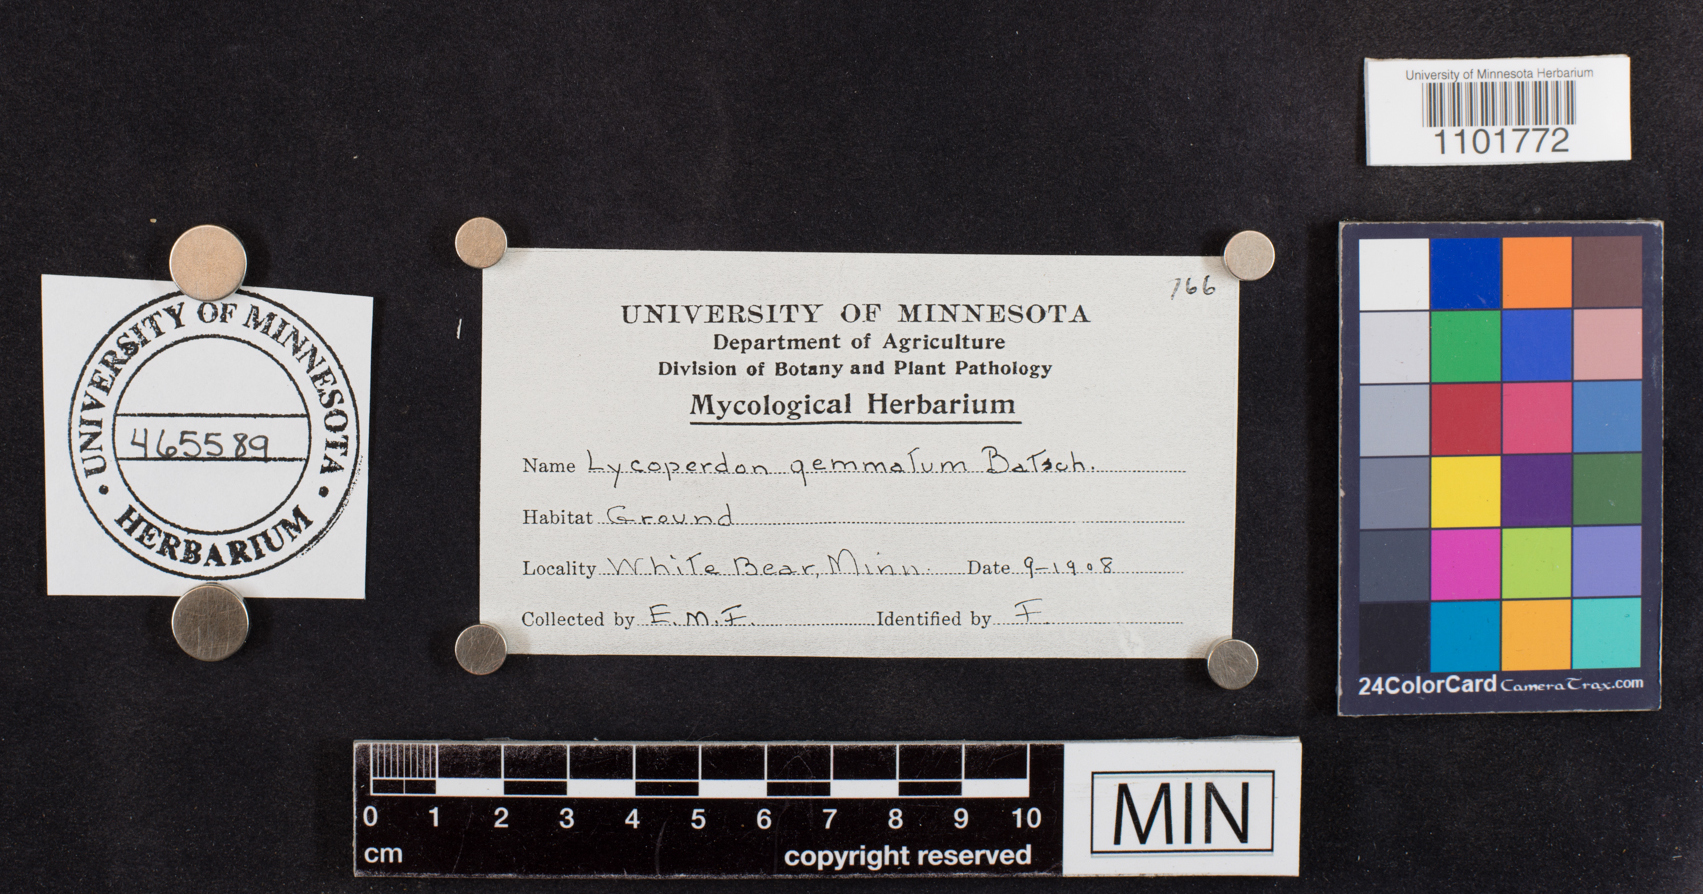 University of Minnesota Herbarium
1101772
UNIVERSITY OF MINNESOTA
HERBARIUM
465589
766
UNIVERSITY OF MINNESOTA
Department of Agriculture
Division of Botany and Plant Pathology
Mycological Herbarium
Name Lycoperdon gemmatum Batsch.
Habitat Ground
Locality White Bear, Minn. Date 9-1908
Collected by E.M.F. Identified by F.
24ColorCard CameraTrax.com
0 1 2 3 4 5 6 7 8 9 10
cm copyright reserved
MIN